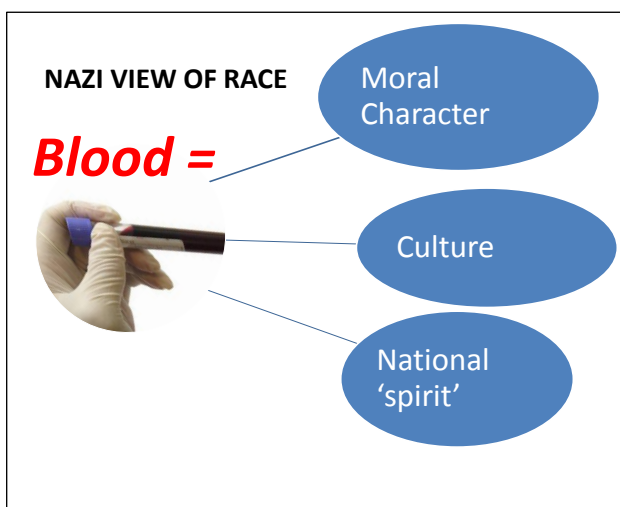 NAZI VIEW OF RACE
Blood =
Moral
Character
Culture
National
‘spirit’